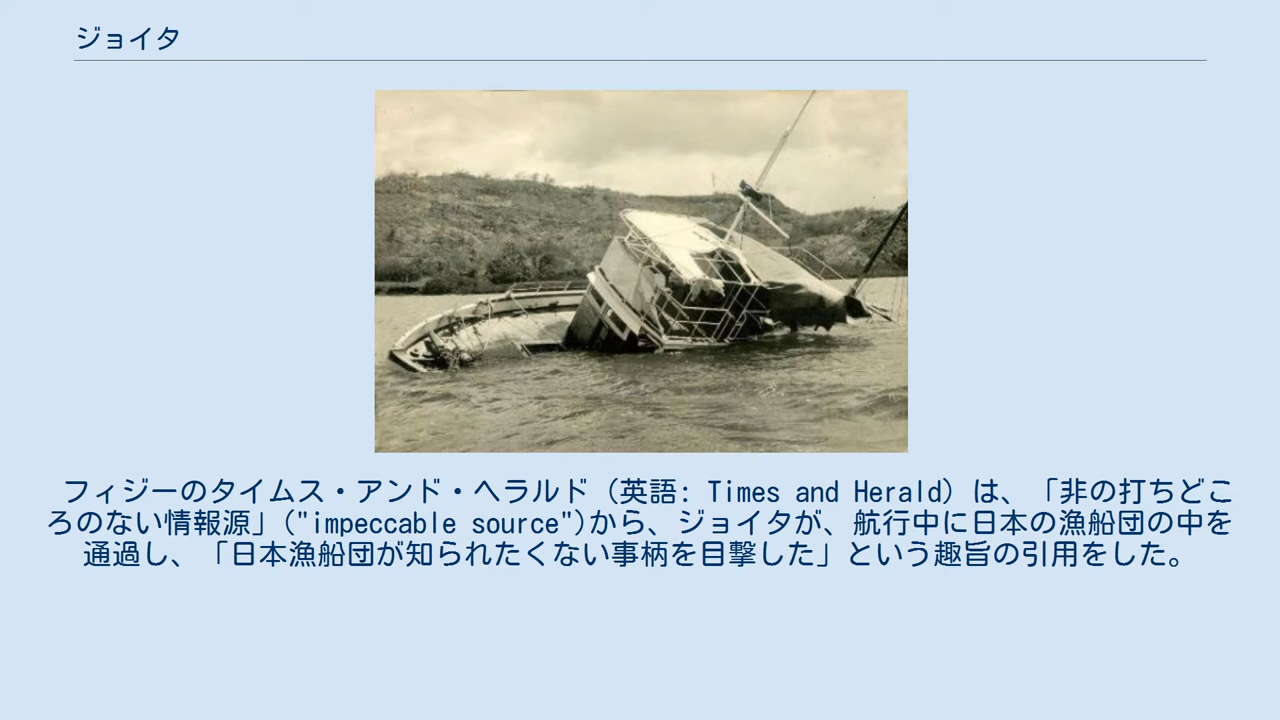 ジョイタ
フィジーのタイムス・アンド・ヘラルド（英語: Times and Herald）は、「非の打ちどこ
ろのない情報源」("impeccable source")から、ジョイタが、航行中に日本の漁船団の中を
通過し、「日本漁船団が知られたくない事柄を目撃した」という趣旨の引用をした。